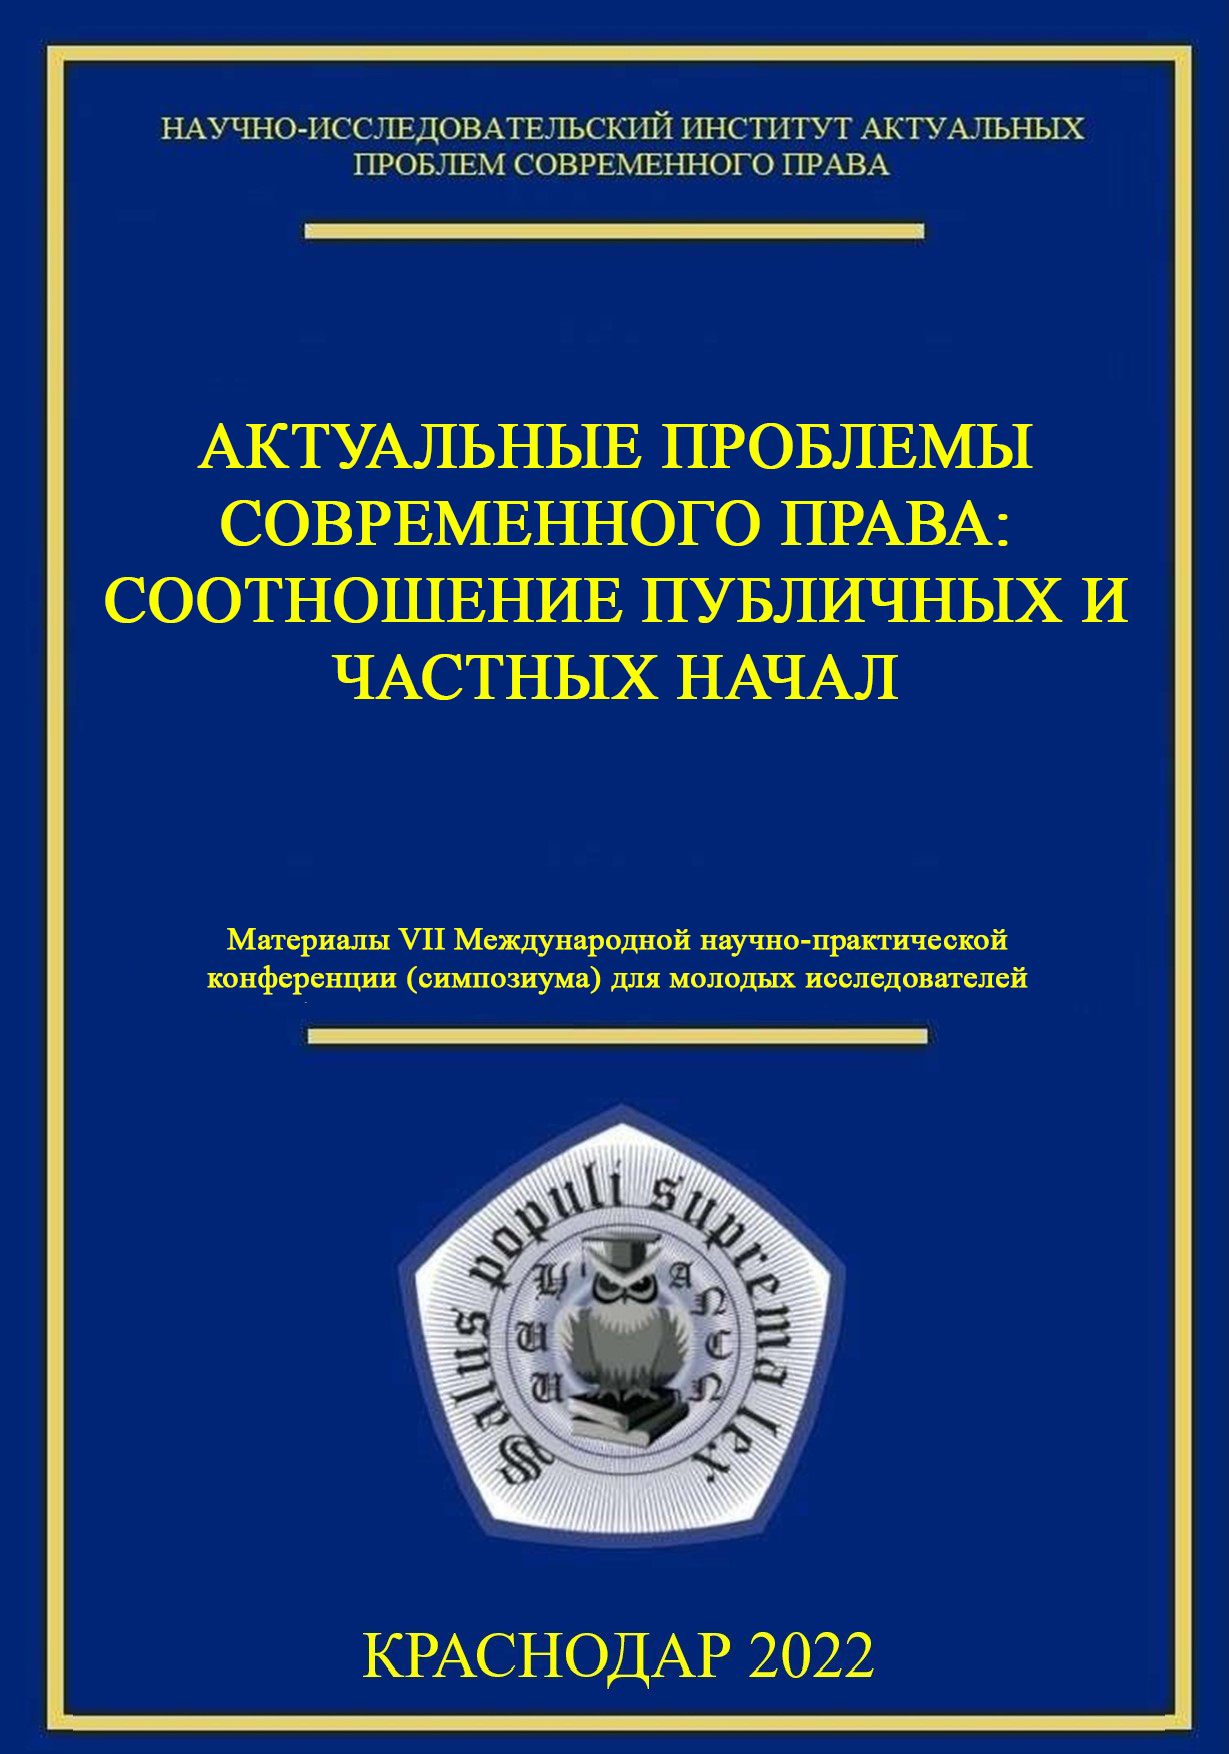 НАУЧНО-ИССЛЕДОВАТЕЛЬСКИЙ ИНСТИТУТ АКТУАЛЬНЫХ
ПРОБЛЕМ СОВРЕМЕННОГО ПРАВА
АКТУАЛЬНЫЕ ПРОБЛЕМЫ
СОВРЕМЕННОГО ПРАВА:
СООТНОШЕНИЕ ПУБЛИЧНЫХ И
ЧАСТНЫХ НАЧАЛ
Материалы VII Международной научно-практической
конференции (симпозиума) для молодых исследователей
Salus populi suprema lex
КРАСНОДАР 2022